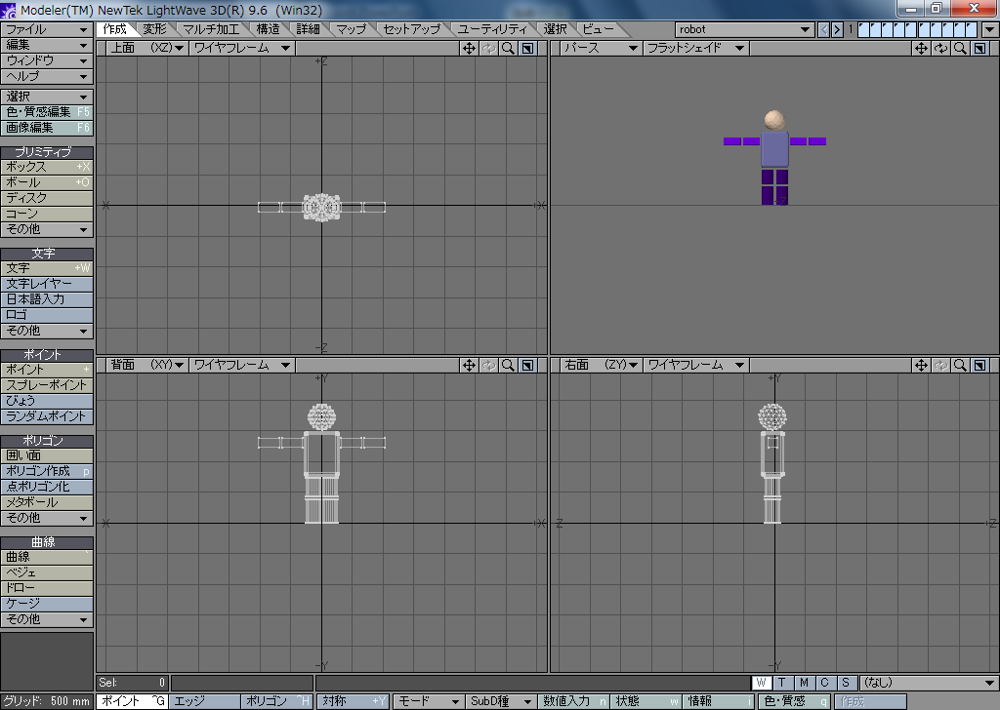 Modeler(TM) NewTek LightWave 3D(R) 9.6 (Win32)
ファイル 作成 変形 マルチ加工 構造 詳細 マップ セットアップ ユーティリティ 選択 ビュー robot 1
編集
ウィンドウ
ヘルプ
上面 (XZ) ワイヤフレーム
パース フラットシェイド
選択
色・質感編集 F5
画像編集 F6
プリミティブ
ボックス +X
ボール +O
ディスク
コーン
その他
文字
文字 +W
文字レイヤー
日本語入力
ロゴ
その他
ポイント
ポイント +
スプレーポイント
びょう
ランダムポイント
ポリゴン
囲い面
ポリゴン作成 p
点ポリゴン化
メタボール
その他
曲線
曲線
ベジェ
ドロー
ケージ
その他
+Z
-X
X
-Z
Z
背面 (XY) ワイヤフレーム
+Y
-X
X
-Y
右面 (ZY) ワイヤフレーム
+Y
Z
-Z
-Y
Sel: 0
W T M C S (なし)
グリッド: 500 mm ポイント ^G エッジ ポリゴン ^H 対称 +Y モード SubD種 数値入力 n 状態 w 情報 i 色・質感 q 作成